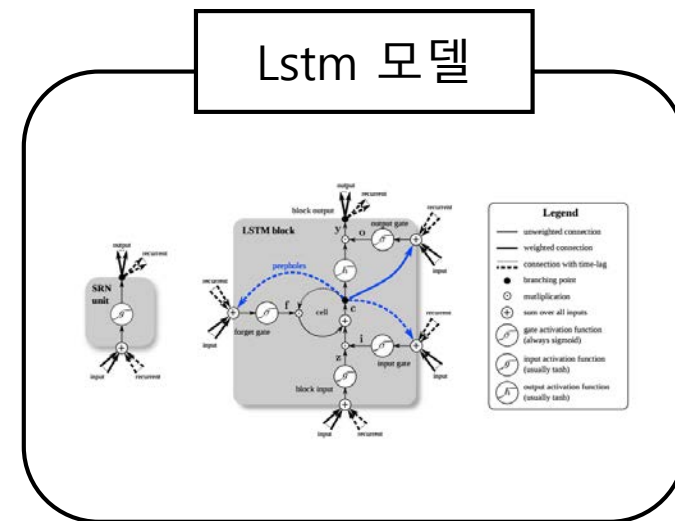 Lstm 모델
output
recurrent
block output
LSTM block
y
o
output gate
σ
recurrent
input
h
peepholes
output
recurrent
SRN
unit
g
input
recurrent
recurrent
input
forget gate
σ
f
cell
c
i
σ
input gate
recurrent
input
z
g
block input
input
recurrent
Legend
unweighted connection
weighted connection
connection with time-lag
branching point
mutliplication
sum over all inputs
σ
gate activation function
(always sigmoid)
g
input activation function
(usually tanh)
h
output activation function
(usually tanh)